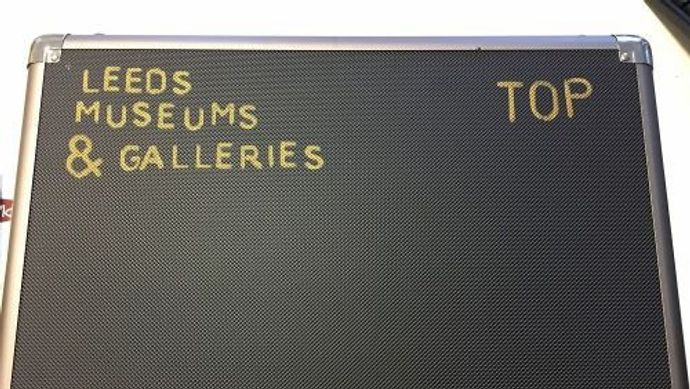 LEEDS
MUSEUMS
& GALLERIES
TOP